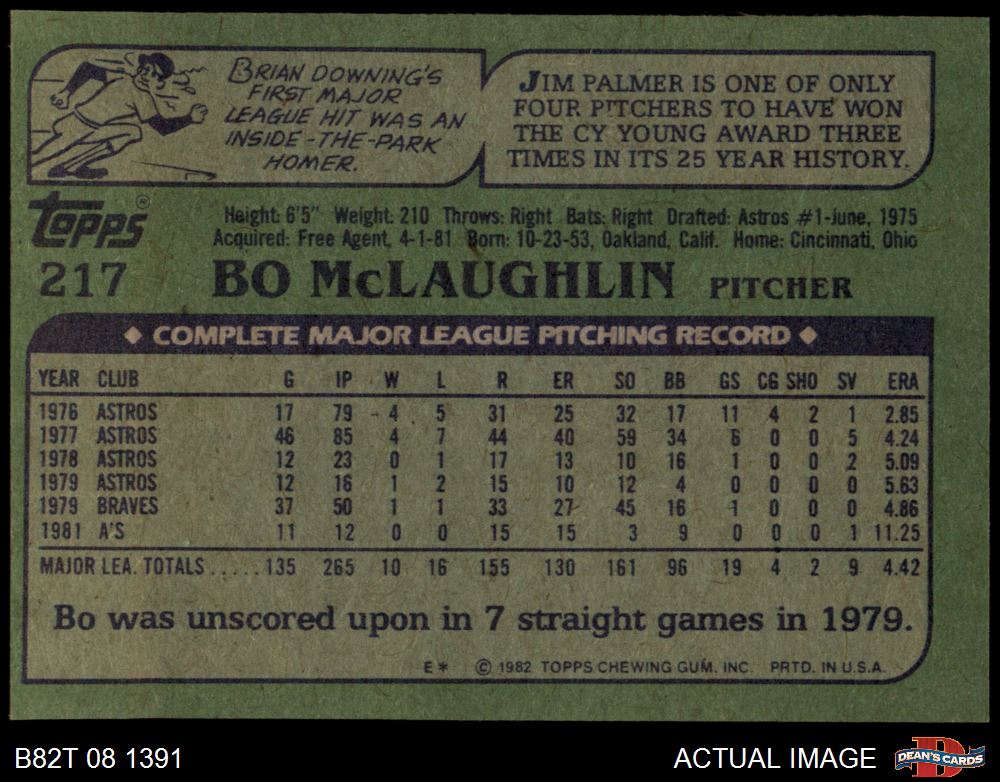 BRIAN DOWNING'S
FIRST MAJOR
LEAGUE HIT WAS AN
INSIDE-THE-PARK
HOMER.
JIM PALMER IS ONE OF ONLY
FOUR PITCHERS TO HAVE WON
THE CY YOUNG AWARD THREE
TIMES IN ITS 25 YEAR HISTORY.
Topps®
Height: 6'5" Weight: 210 Throws: Right Bats: Right Drafted: Astros #1-June, 1975
Acquired: Free Agent, 4-1-81 Born: 10-23-53, Oakland, Calif. Home: Cincinnati, Ohio
217 BO McLAUGHLIN PITCHER
◆ COMPLETE MAJOR LEAGUE PITCHING RECORD ◆
YEAR CLUB G IP W L R ER SO BB GS CG SHO SV ERA
1976 ASTROS 17 79 4 5 31 25 32 17 11 4 2 1 2.85
1977 ASTROS 46 85 4 7 44 40 59 34 6 0 0 5 4.24
1978 ASTROS 12 23 0 1 17 13 10 16 1 0 0 2 5.09
1979 ASTROS 12 16 1 2 15 10 12 4 0 0 0 0 5.63
1979 BRAVES 37 50 1 1 33 27 45 16 1 0 0 0 4.86
1981 A'S 11 12 0 0 15 15 3 9 0 0 0 1 11.25
MAJOR LEA. TOTALS.....135 265 10 16 155 130 161 96 19 4 2 9 4.42
Bo was unscored upon in 7 straight games in 1979.
E* © 1982 TOPPS CHEWING GUM, INC. PRTD. IN U.S.A.
B82T 08 1391
ACTUAL IMAGE
D
DEAN'S CARDS